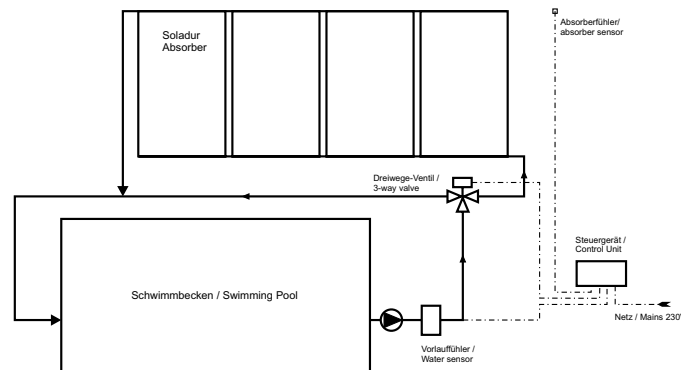 Soladur
Absorber
Absorberfühler/
absorber sensor
Dreiwege-Ventil /
3-way valve
Steuergerät /
Control Unit
Schwimmbecken / Swimming Pool
Netz / Mains 230
Vorlauffühler /
Water sensor